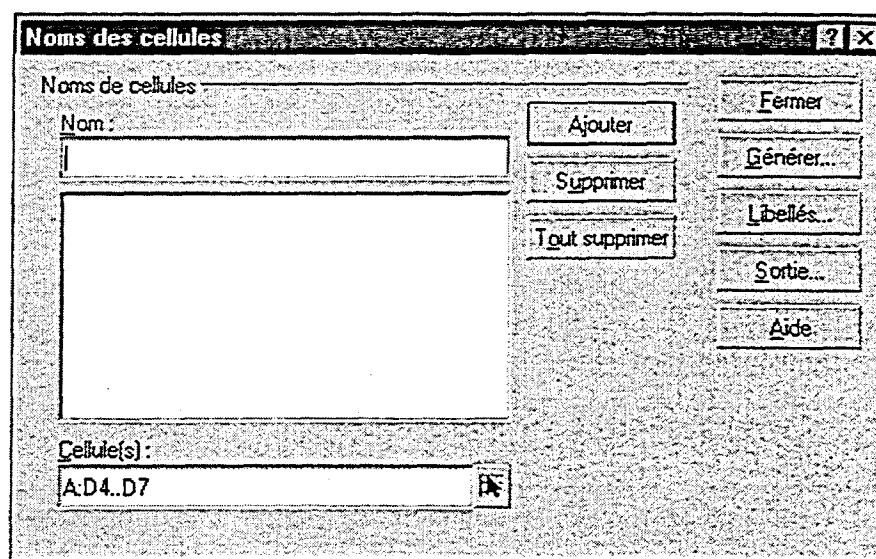 Noms des cellules
Noms de cellules
Nom :
Ajouter
Supprimer
Tout supprimer
Cellule(s) :
A:D4..D7
Fermer
Générer...
Libellés...
Sortie...
Aide